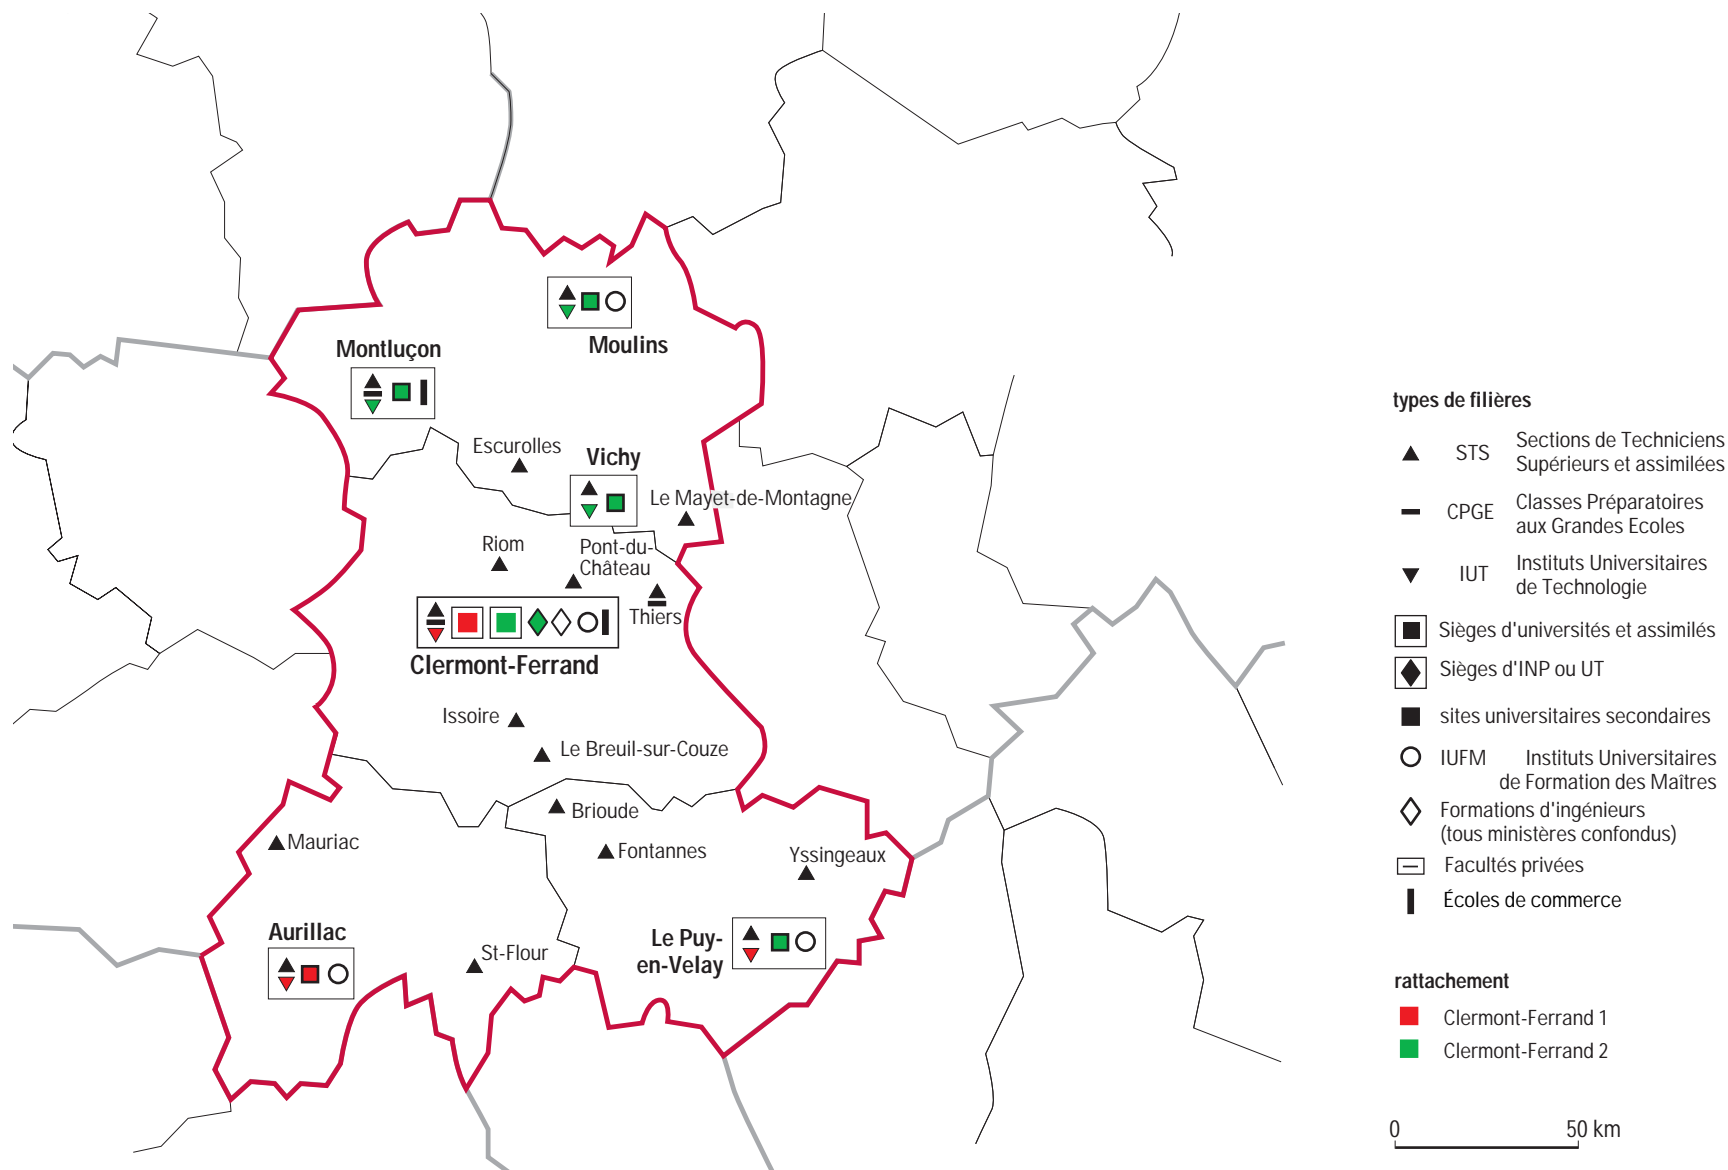 Moulins
Montluçon
Escurolles
Vichy
Le Mayet-de-Montagne
Riom
Pont-du-
Château
Thiers
Clermont-Ferrand
Issoire
Le Breuil-sur-Couze
Brioude
Mauriac
Fontannes
Yssingeaux
Aurillac
St-Flour
Le Puy-
en-Velay
types de filières
STS
Sections de Techniciens
Supérieurs et assimilées
CPGE
Classes Préparatoires
aux Grandes Ecoles
IUT
Instituts Universitaires
de Technologie
Sièges d'universités et assimilés
Sièges d'INP ou UT
sites universitaires secondaires
IUFM
Instituts Universitaires
de Formation des Maîtres
Formations d'ingénieurs
(tous ministères confondus)
Facultés privées
Écoles de commerce
rattachement
Clermont-Ferrand 1
Clermont-Ferrand 2
0 50 km